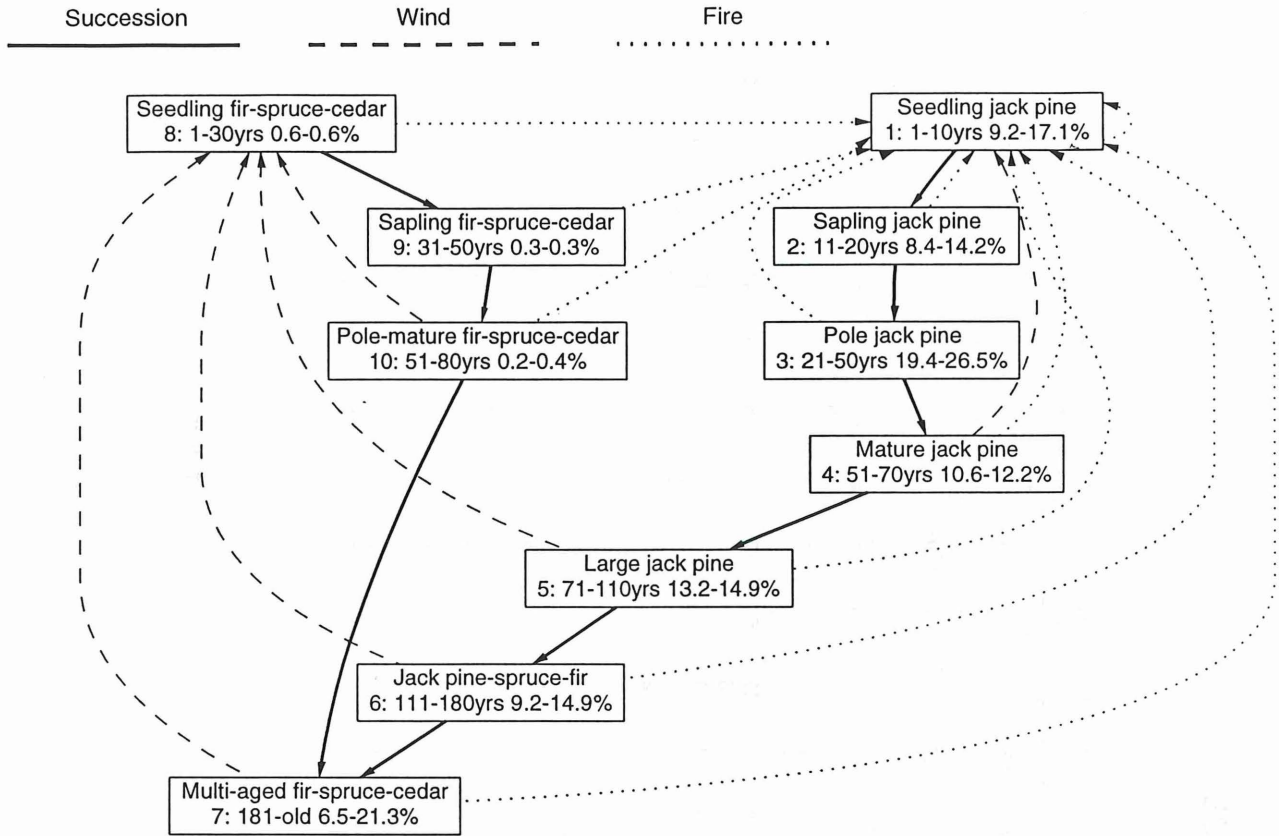 Succession Wind Fire
Seedling fir-spruce-cedar
8: 1-30yrs 0.6-0.6%
Seedling jack pine
1: 1-10yrs 9.2-17.1%
Sapling fir-spruce-cedar
9: 31-50yrs 0.3-0.3%
Sapling jack pine
2: 11-20yrs 8.4-14.2%
Pole-mature fir-spruce-cedar
10: 51-80yrs 0.2-0.4%
Pole jack pine
3: 21-50yrs 19.4-26.5%
Mature jack pine
4: 51-70yrs 10.6-12.2%
Large jack pine
5: 71-110yrs 13.2-14.9%
Jack pine-spruce-fir
6: 111-180yrs 9.2-14.9%
Multi-aged fir-spruce-cedar
7: 181-old 6.5-21.3%